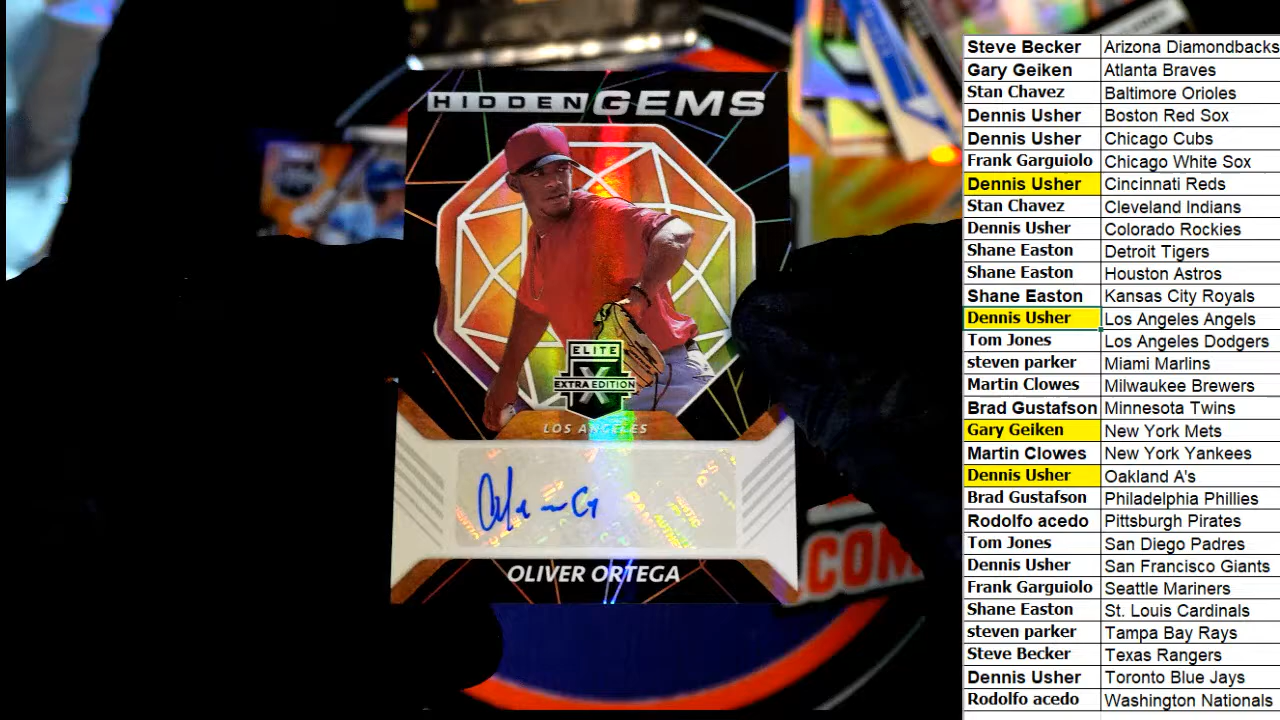 HIDDEN GEMS
ELITE
X
EXTRA EDITION
LOS ANGELES
OLIVER ORTEGA
.COM
Steve Becker Arizona Diamondbacks
Gary Geiken Atlanta Braves
Stan Chavez Baltimore Orioles
Dennis Usher Boston Red Sox
Dennis Usher Chicago Cubs
Frank Garguiolo Chicago White Sox
Dennis Usher Cincinnati Reds
Stan Chavez Cleveland Indians
Dennis Usher Colorado Rockies
Shane Easton Detroit Tigers
Shane Easton Houston Astros
Shane Easton Kansas City Royals
Dennis Usher Los Angeles Angels
Tom Jones Los Angeles Dodgers
steven parker Miami Marlins
Martin Clowes Milwaukee Brewers
Brad Gustafson Minnesota Twins
Gary Geiken New York Mets
Martin Clowes New York Yankees
Dennis Usher Oakland A's
Brad Gustafson Philadelphia Phillies
Rodolfo acedo Pittsburgh Pirates
Tom Jones San Diego Padres
Dennis Usher San Francisco Giants
Frank Garguiolo Seattle Mariners
Shane Easton St. Louis Cardinals
steven parker Tampa Bay Rays
Steve Becker Texas Rangers
Dennis Usher Toronto Blue Jays
Rodolfo acedo Washington Nationals